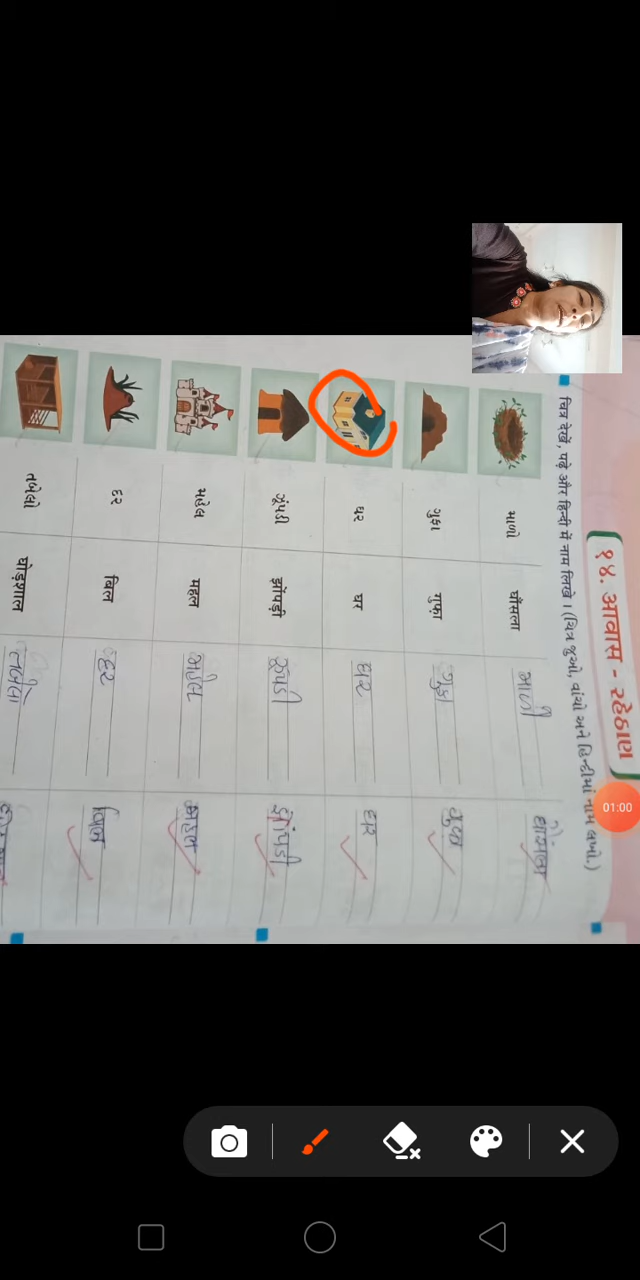 १४. आवास - રહેઠાણ
चित्र देखें, पढ़े और हिन्दी में नाम लिखे । (ચિત્ર જુઓ, વાંચો અને હિન્દીમાં નામ લખો.)
માળો घौंसला માળો घोंसला
ગુફા गुफा ગુફા गुफा
ઘર घर ઘર घर
ઝુંપડી झोंपड़ी ઝુંપડી झोंपडी
મહેલ महल મહેલ महल
દર बिल દર बिल
તબેલો घोड़शाल તબેલો
01:00